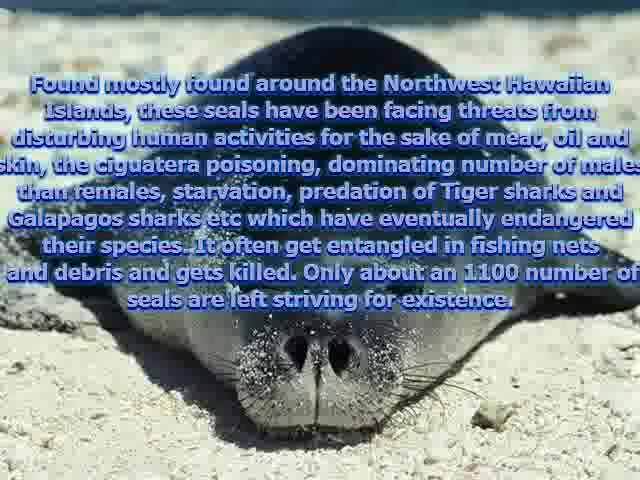 Found mostly found around the Northwest Hawaiian
Islands, these seals have been facing threats from
disturbing human activities for the sake of meat, oil and
skin, the ciguatera poisoning, dominating number of males
than females, starvation, predation of Tiger sharks and
Galapagos sharks etc which have eventually endangered
their species. It often get entangled in fishing nets
and debris and gets killed. Only about an 1100 number of
seals are left striving for existence.